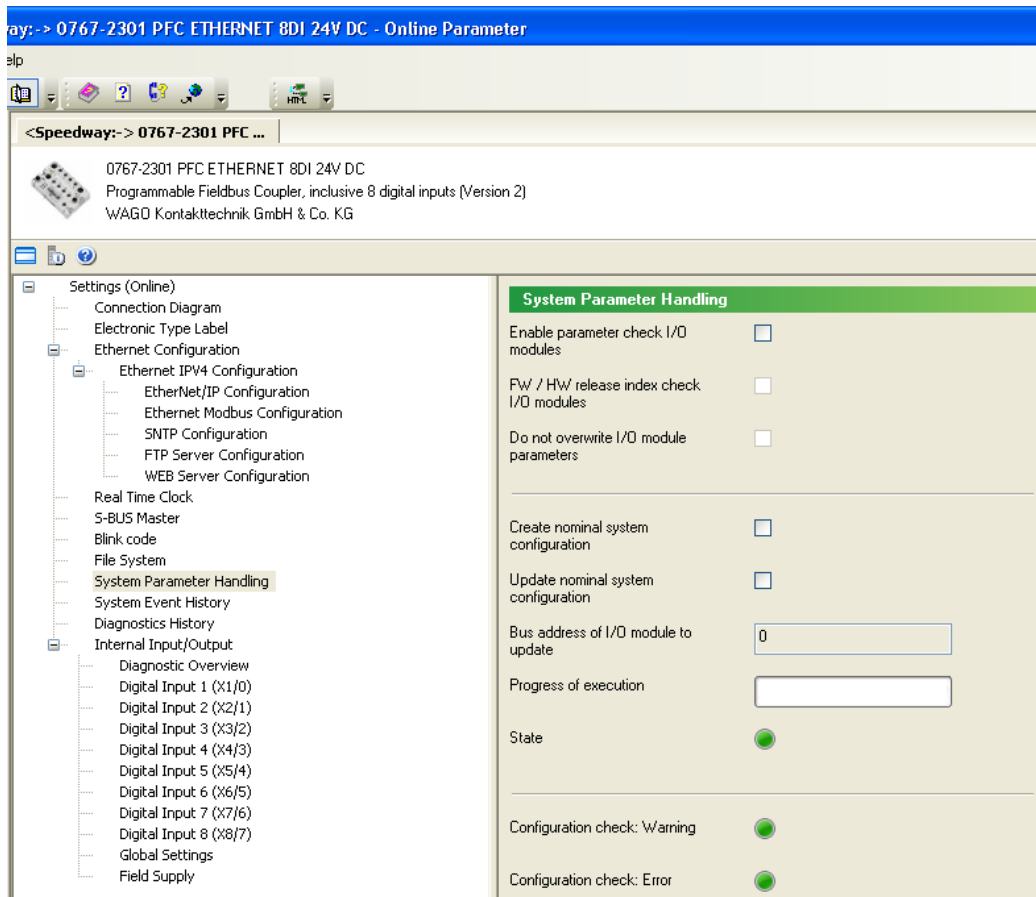 ay:-> 0767-2301 PFC ETHERNET 8DI 24V DC - Online Parameter
elp
HTML
<Speedway:-> 0767-2301 PFC ...
0767-2301 PFC ETHERNET 8DI 24V DC
Programmable Fieldbus Coupler, inclusive 8 digital inputs (Version 2)
WAGO Kontakttechnik GmbH & Co. KG
Settings (Online)
Connection Diagram
Electronic Type Label
Ethernet Configuration
Ethernet IPV4 Configuration
EtherNet/IP Configuration
Ethernet Modbus Configuration
SNTP Configuration
FTP Server Configuration
WEB Server Configuration
Real Time Clock
S-BUS Master
Blink code
File System
System Parameter Handling
System Event History
Diagnostics History
Internal Input/Output
Diagnostic Overview
Digital Input 1 (X1/0)
Digital Input 2 (X2/1)
Digital Input 3 (X3/2)
Digital Input 4 (X4/3)
Digital Input 5 (X5/4)
Digital Input 6 (X6/5)
Digital Input 7 (X7/6)
Digital Input 8 (X8/7)
Global Settings
Field Supply
System Parameter Handling
Enable parameter check I/O
modules
FW / HW release index check
I/O modules
Do not overwrite I/O module
parameters
Create nominal system
configuration
Update nominal system
configuration
Bus address of I/O module to
update
0
Progress of execution
State
Configuration check: Warning
Configuration check: Error